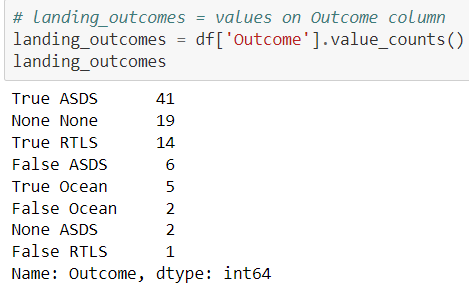 # landing_outcomes = values on Outcome column
landing_outcomes = df['Outcome'].value_counts()
landing_outcomes
True ASDS      41
None None      19
True RTLS      14
False ASDS      6
True Ocean      5
False Ocean     2
None ASDS       2
False RTLS      1
Name: Outcome, dtype: int64